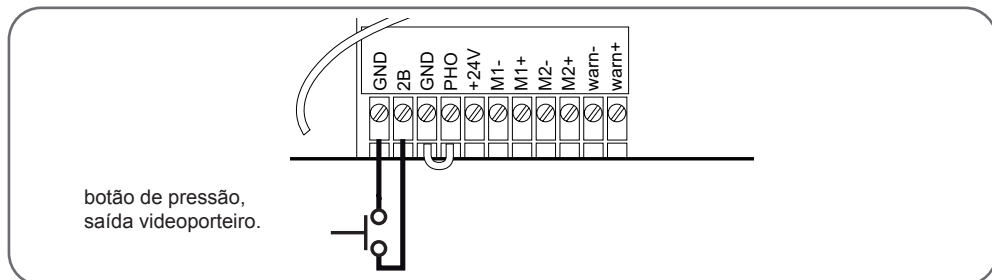 GND
2B
GND
PHO
+24V
M1-
M1+
M2-
M2+
warn-
warn+
botão de pressão,
saída videoporteiro.